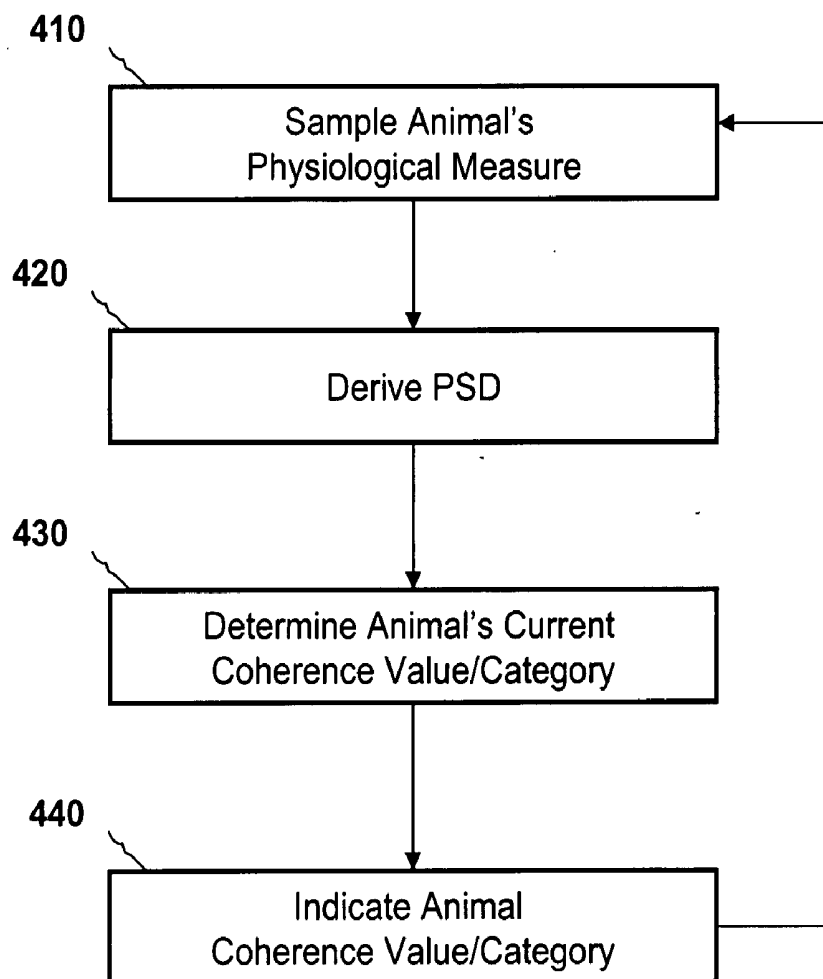 410
Sample Animal's
Physiological Measure
420
Derive PSD
430
Determine Animal's Current
Coherence Value/Category
440
Indicate Animal
Coherence Value/Category